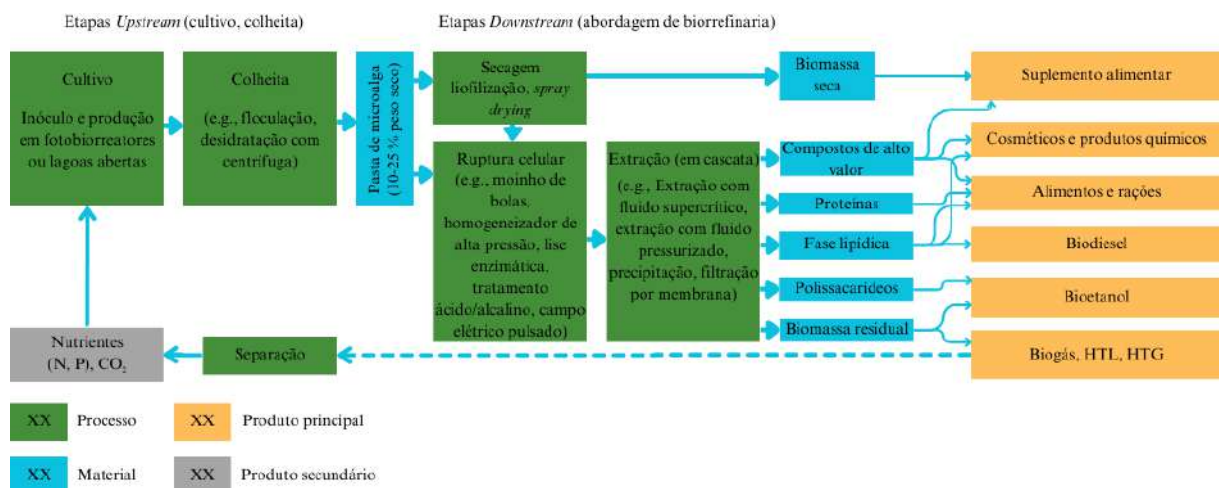 Etapas Upstream (cultivo, colheita)
Etapas Downstream (abordagem de biorrefinaria)
Cultivo
Inóculo e produção
em fotobiorreatores
ou lagoas abertas
Colheita
(e.g., floculação,
desidratação com
centrífuga)
Pasta de microalga
(10-25 % peso seco)
Secagem
liofilização, spray
drying
Ruptura celular
(e.g., moinho de
bolas,
homogeneizador de
alta pressão, lise
enzimática,
tratamento
ácido/alcalino, campo
elétrico pulsado)
Extração (em cascata)
(e.g., Extração com
fluido supercrítico,
extração com fluido
pressurizado,
precipitação, filtração
por membrana)
Biomassa
seca
Compostos de alto
valor
Proteínas
Fase lipídica
Polissacarídeos
Biomassa residual
Suplemento alimentar
Cosméticos e produtos químicos
Alimentos e rações
Biodiesel
Bioetanol
Biogás, HTL, HTG
Nutrientes
(N, P), CO₂
Separação
XX Processo
XX Produto principal
XX Material
XX Produto secundário